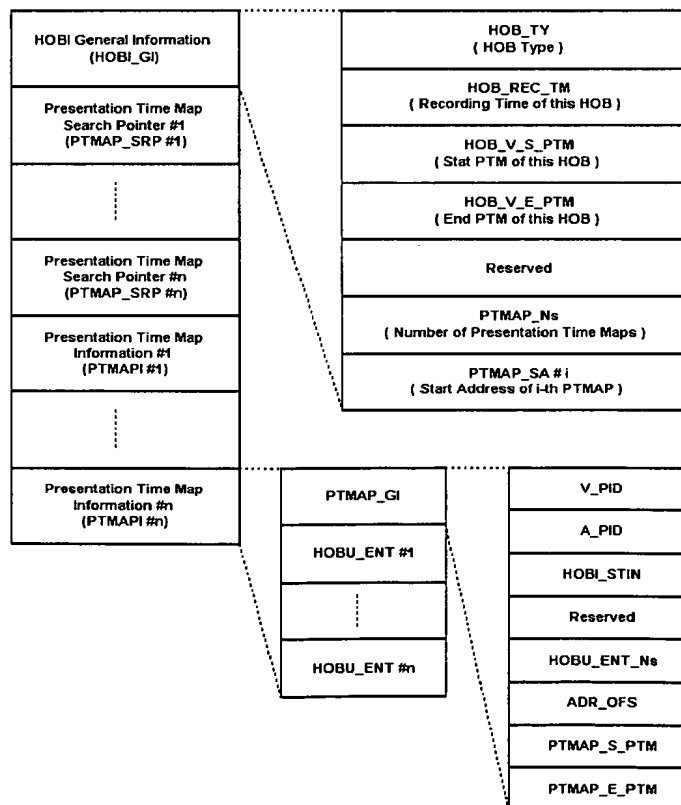 HOBI General Information
(HOBI_GI)
Presentation Time Map
Search Pointer #1
(PTMAP_SRP #1)
Presentation Time Map
Search Pointer #n
(PTMAP_SRP #n)
Presentation Time Map
Information #1
(PTMAPI #1)
Presentation Time Map
Information #n
(PTMAPI #n)
HOB_TY
( HOB Type )
HOB_REC_TM
( Recording Time of this HOB )
HOB_V_S_PTM
( Stat PTM of this HOB )
HOB_V_E_PTM
( End PTM of this HOB )
Reserved
PTMAP_Ns
( Number of Presentation Time Maps )
PTMAP_SA # i
( Start Address of i-th PTMAP )
PTMAP_GI
HOBU_ENT #1
HOBU_ENT #n
V_PID
A_PID
HOBI_STIN
Reserved
HOBU_ENT_Ns
ADR_OFS
PTMAP_S_PTM
PTMAP_E_PTM